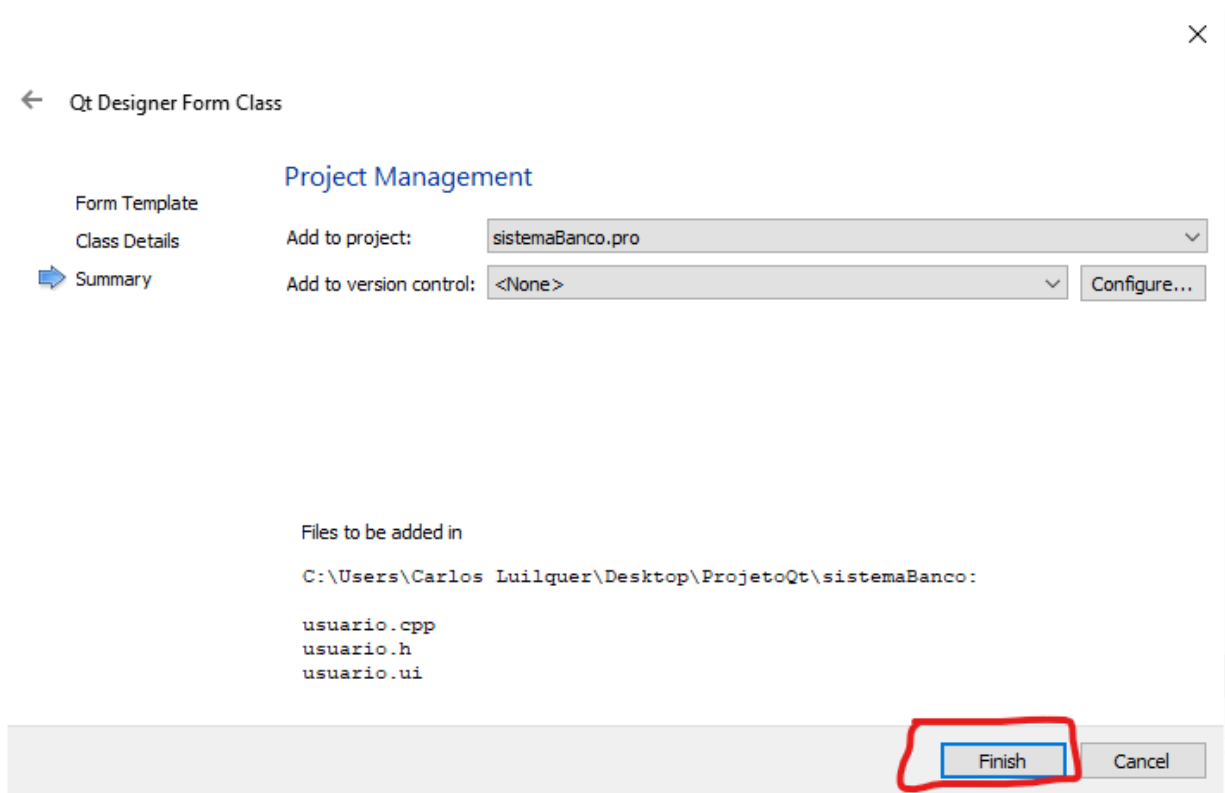 Qt Designer Form Class
Project Management
Form Template
Class Details
Summary
Add to project: sistemaBanco.pro
Add to version control: <None> Configure...
Files to be added in
C:\Users\Carlos Luilquer\Desktop\ProjetoQt\sistemaBanco:
usuario.cpp
usuario.h
usuario.ui
Finish Cancel